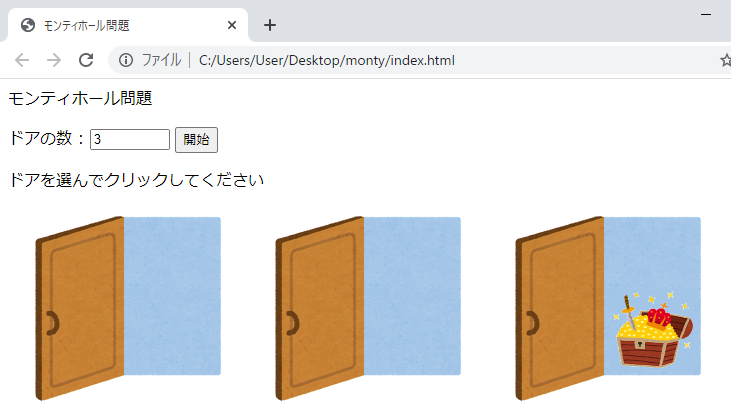 モンティホール問題
ファイル C:/Users/User/Desktop/monty/index.html
モンティホール問題
ドアの数：3 開始
ドアを選んでクリックしてください